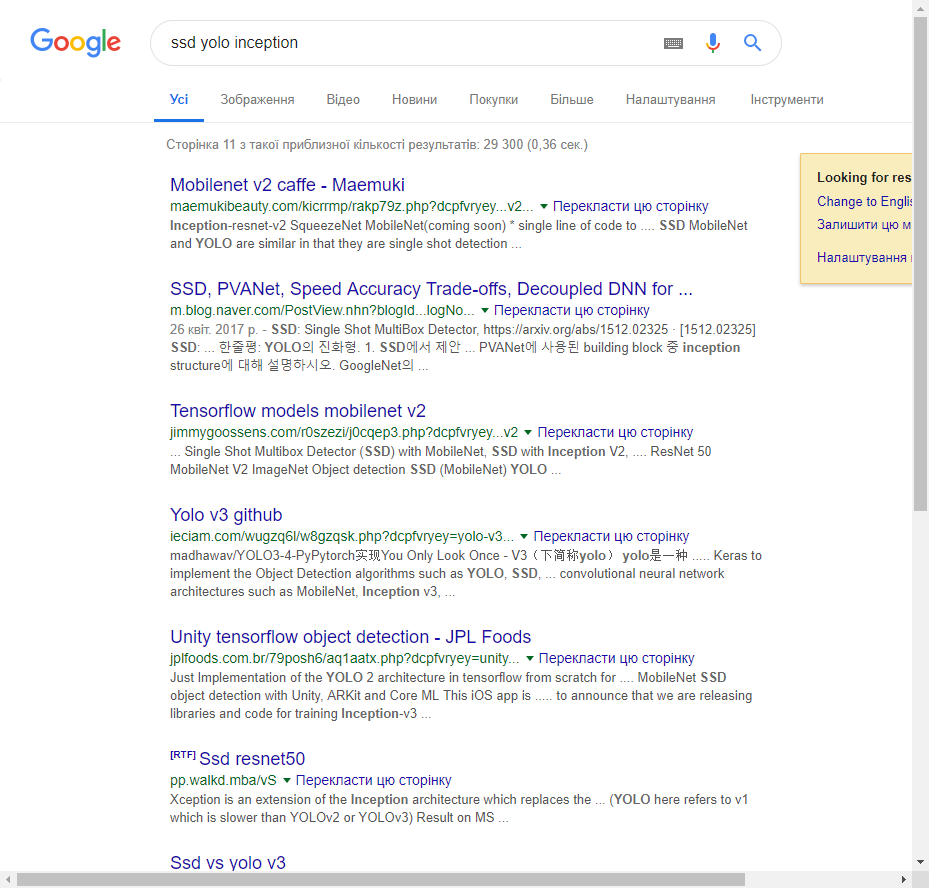 Google
ssd yolo inception
Усі Зображення Відео Новини Покупки Більше Налаштування Інструменти
Сторінка 11 з такої приблизної кількості результатів: 29 300 (0,36 сек.)
Looking for res
Change to Englis
Залишити цю м
Налаштування
Mobilenet v2 caffe - Maemuki
maemukibeauty.com/kicrrmp/rakp79z.php?dcpfvryey...v2... Перекласти цю сторінку
Inception-resnet-v2 SqueezeNet MobileNet(coming soon) * single line of code to .... SSD MobileNet
and YOLO are similar in that they are single shot detection ...
SSD, PVANet, Speed Accuracy Trade-offs, Decoupled DNN for ...
m.blog.naver.com/PostView.nhn?blogId...logNo... Перекласти цю сторінку
26 квіт. 2017 р. - SSD: Single Shot MultiBox Detector, https://arxiv.org/abs/1512.02325 · [1512.02325]
SSD: ... 한줄평: YOLO의 진화형. 1. SSD에서 제안 ... PVANet에 사용된 building block 중 inception
structure에 대해 설명하시오. GoogleNet의 ...
Tensorflow models mobilenet v2
jimmygoossens.com/r0szezi/j0cqep3.php?dcpfvryey...v2 Перекласти цю сторінку
... Single Shot Multibox Detector (SSD) with MobileNet, SSD with Inception V2, .... ResNet 50
MobileNet V2 ImageNet Object detection SSD (MobileNet) YOLO ...
Yolo v3 github
ieciam.com/wugzq6l/w8gzqsk.php?dcpfvryey=yolo-v3... Перекласти цю сторінку
madhawav/YOLO3-4-PyPytorch实现You Only Look Once - V3（下简称yolo） yolo是一种 ..... Keras to
implement the Object Detection algorithms such as YOLO, SSD, ... convolutional neural network
architectures such as MobileNet, Inception v3, ...
Unity tensorflow object detection - JPL Foods
jplfoods.com.br/79posh6/aq1aatx.php?dcpfvryey=unity... Перекласти цю сторінку
Just Implementation of the YOLO 2 architecture in tensorflow from scratch for .... MobileNet SSD
object detection with Unity, ARKit and Core ML This iOS app is ..... to announce that we are releasing
libraries and code for training Inception-v3 ...
[RTF] Ssd resnet50
pp.walkd.mba/vS Перекласти цю сторінку
Xception is an extension of the Inception architecture which replaces the ... (YOLO here refers to v1
which is slower than YOLOv2 or YOLOv3) Result on MS ...
Ssd vs yolo v3